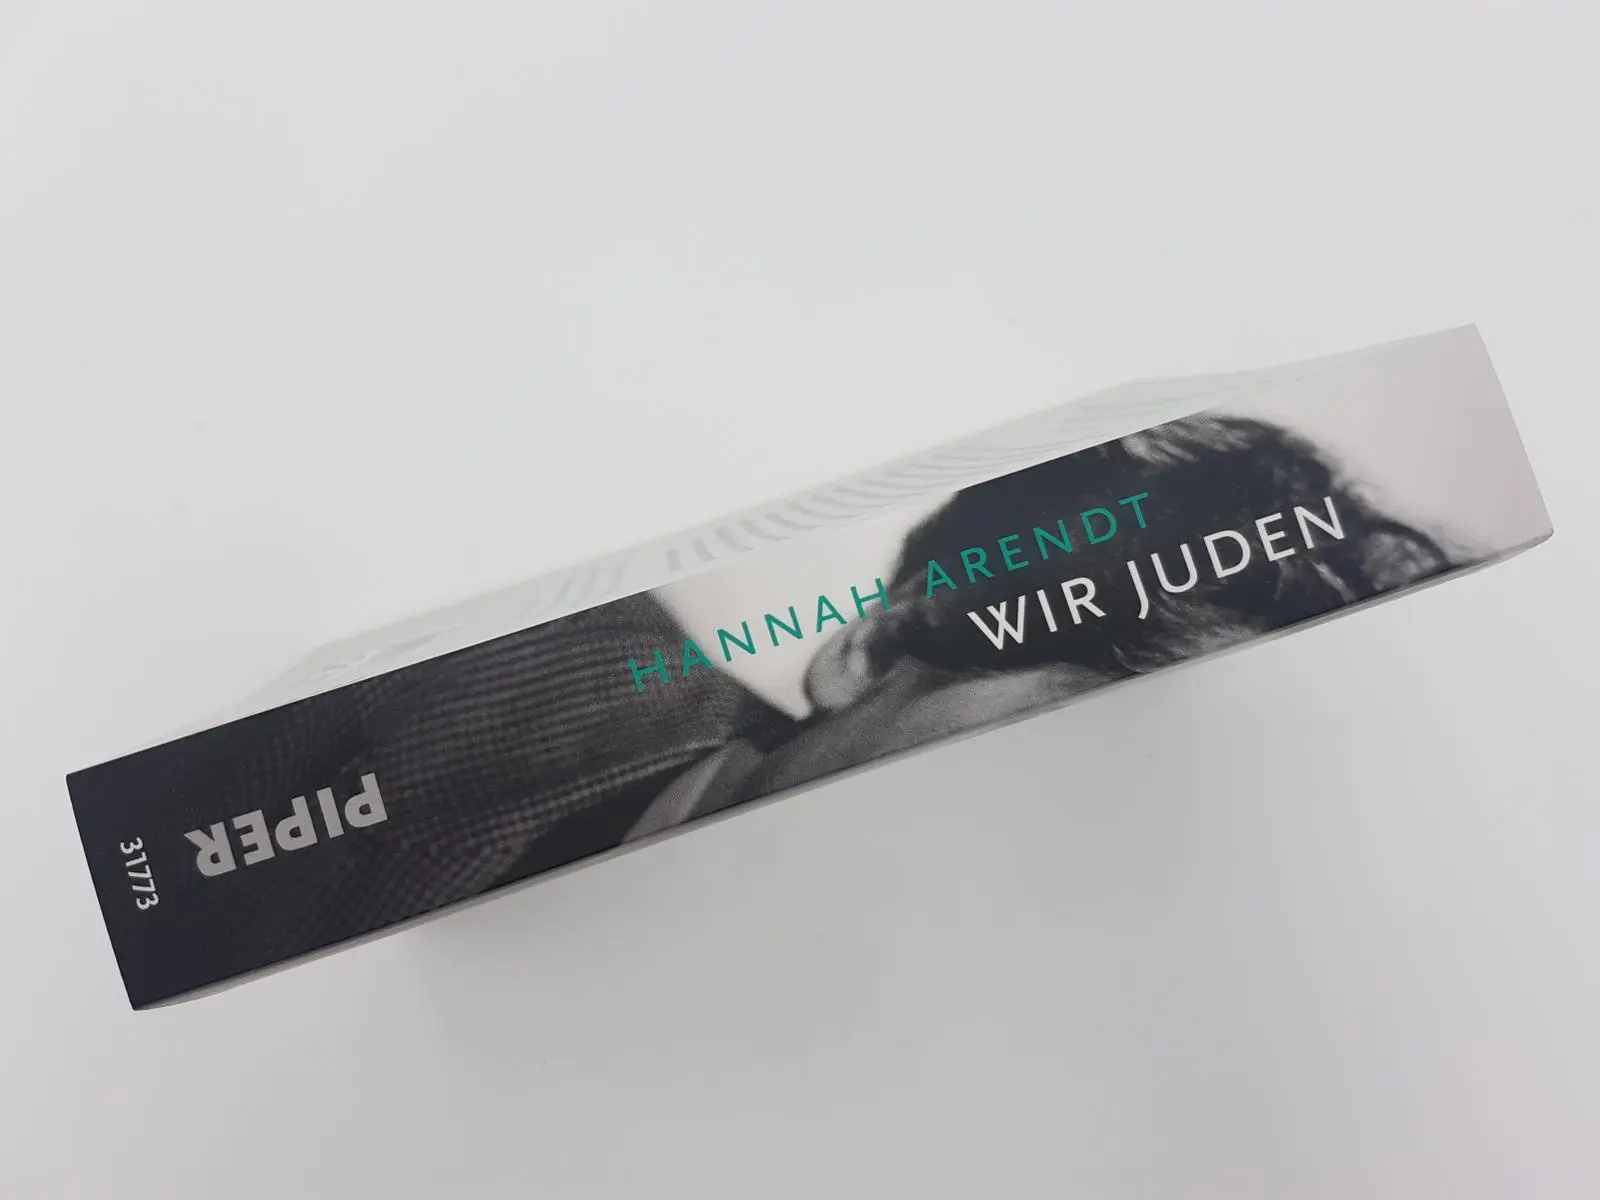 HANNAH ARENDT
WIR JUDEN
PIPER
31773